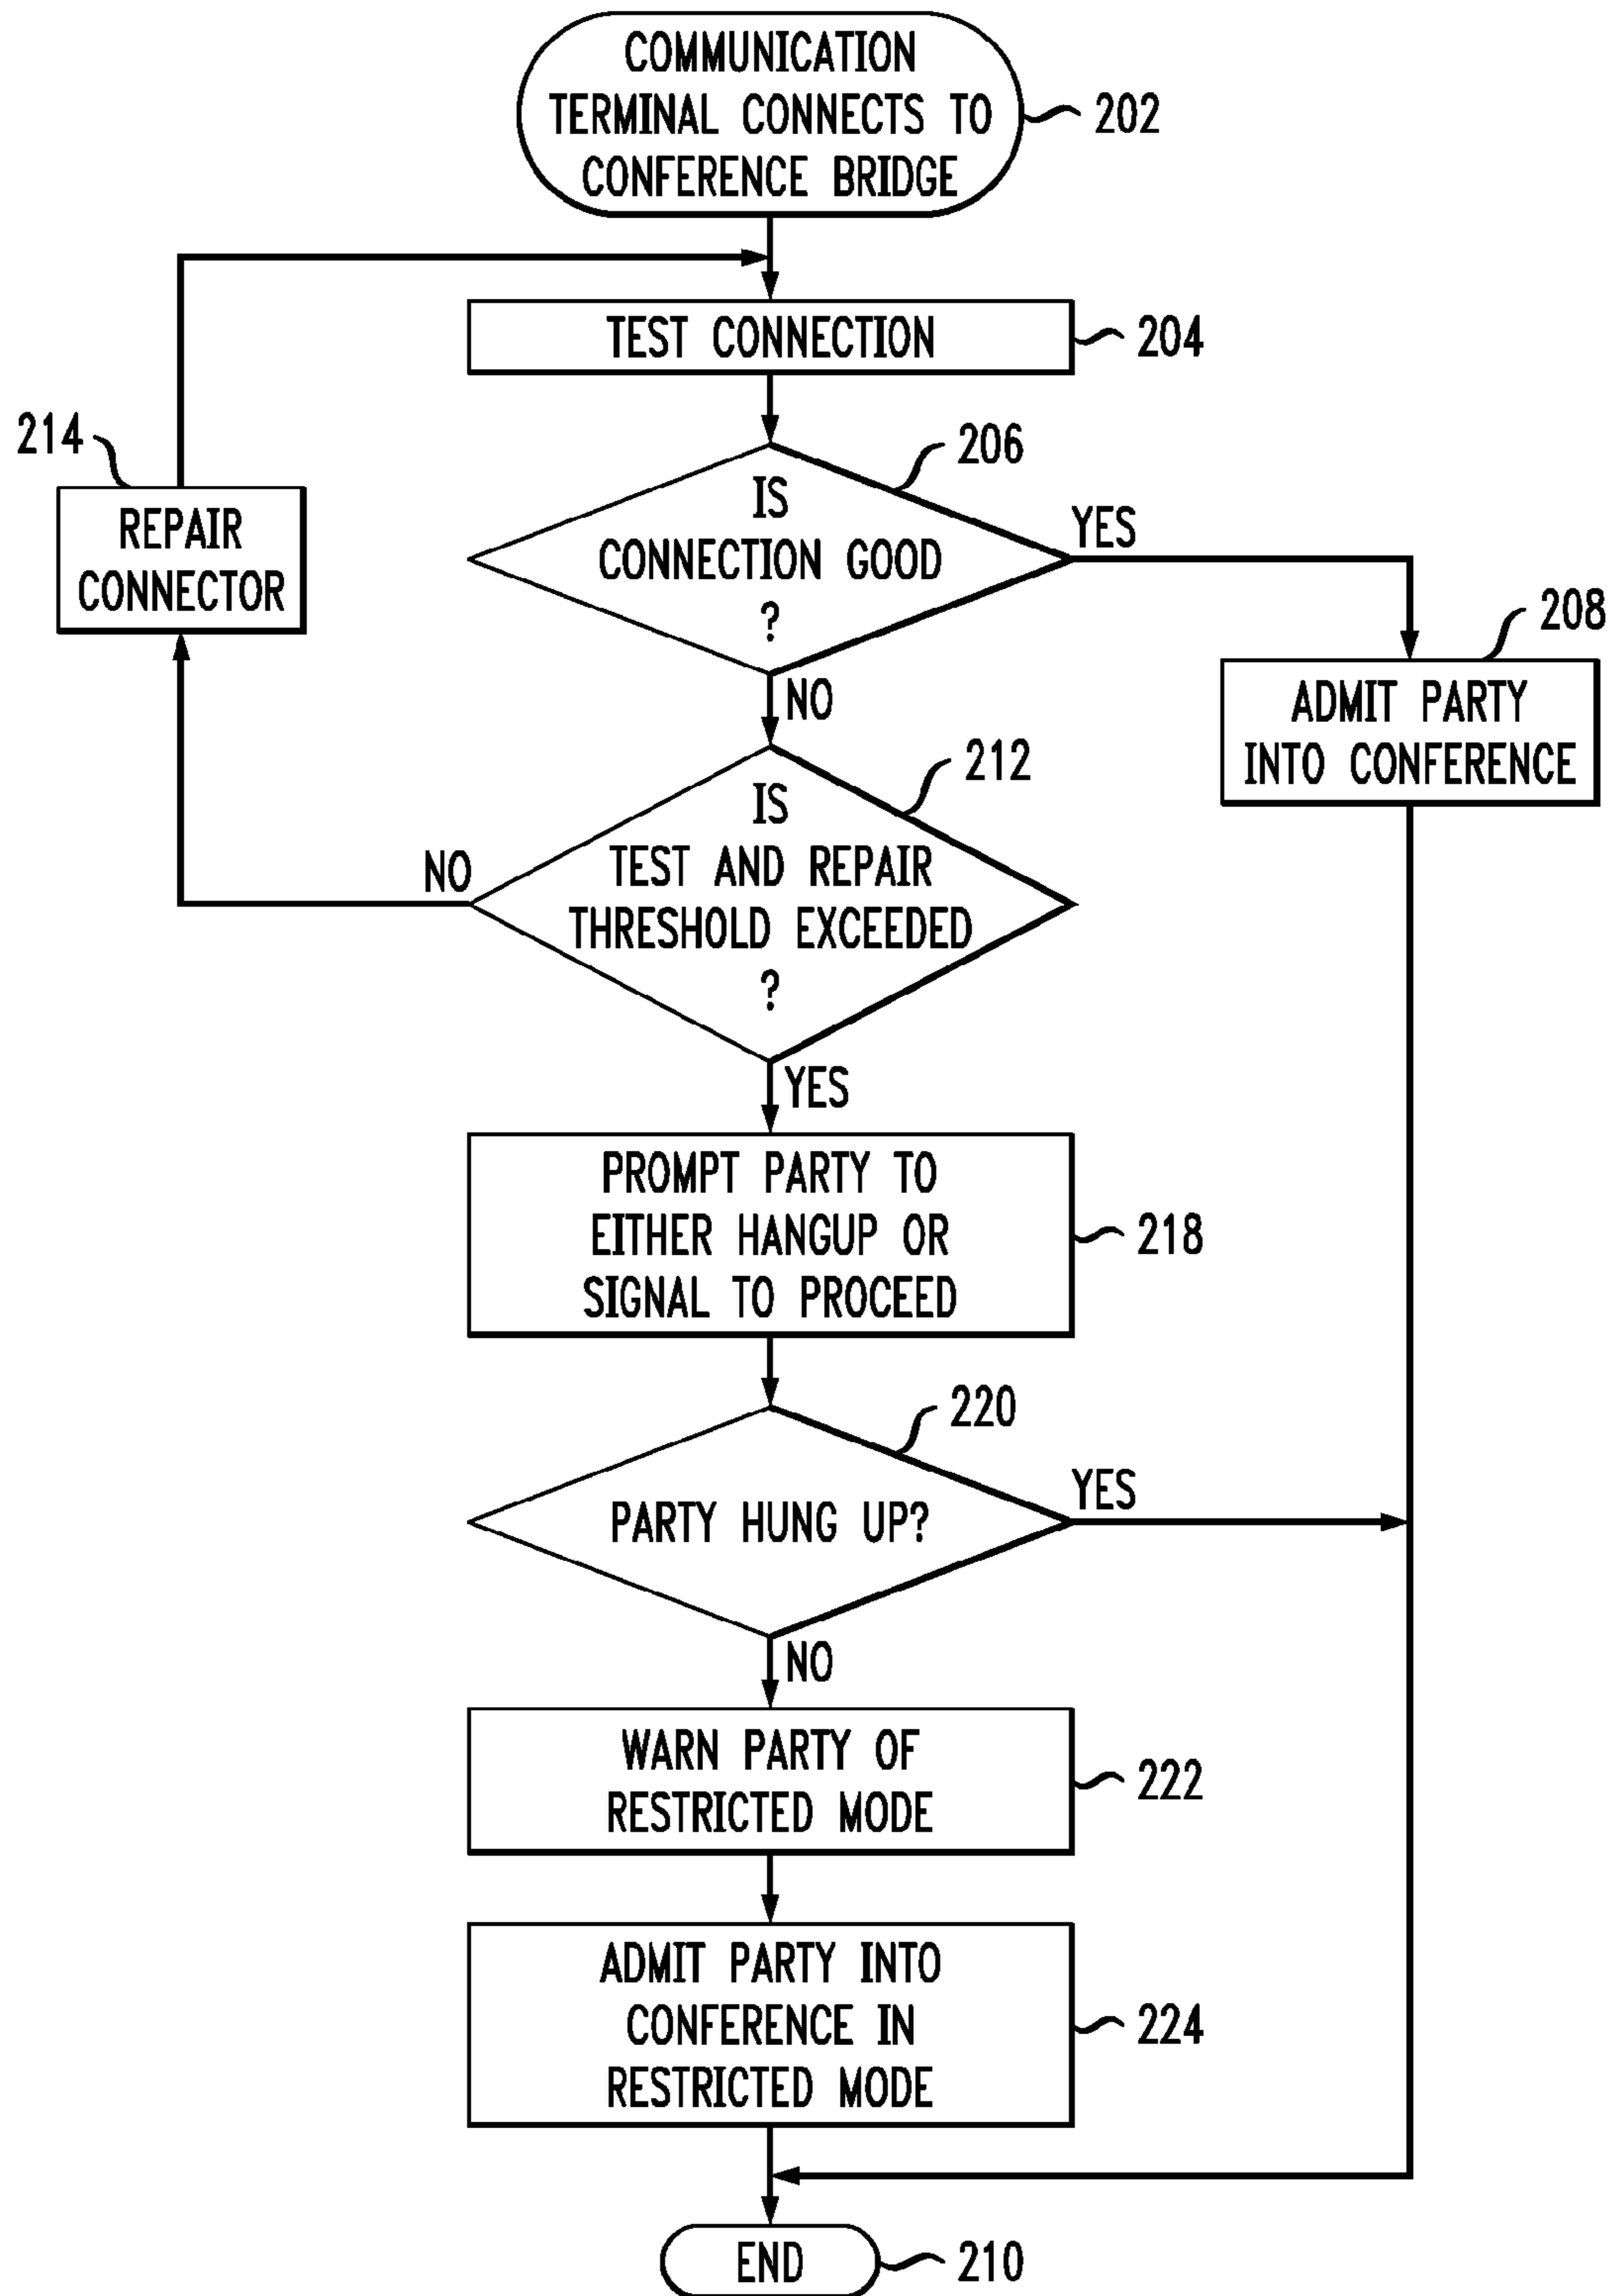 COMMUNICATION
TERMINAL CONNECTS TO
CONFERENCE BRIDGE
202
TEST CONNECTION
204
214
REPAIR
CONNECTOR
206
IS
CONNECTION GOOD
?
YES
NO
208
ADMIT PARTY
INTO CONFERENCE
212
IS
TEST AND REPAIR
THRESHOLD EXCEEDED
?
NO
YES
PROMPT PARTY TO
EITHER HANGUP OR
SIGNAL TO PROCEED
218
220
PARTY HUNG UP?
YES
NO
WARN PARTY OF
RESTRICTED MODE
222
ADMIT PARTY INTO
CONFERENCE IN
RESTRICTED MODE
224
END
210